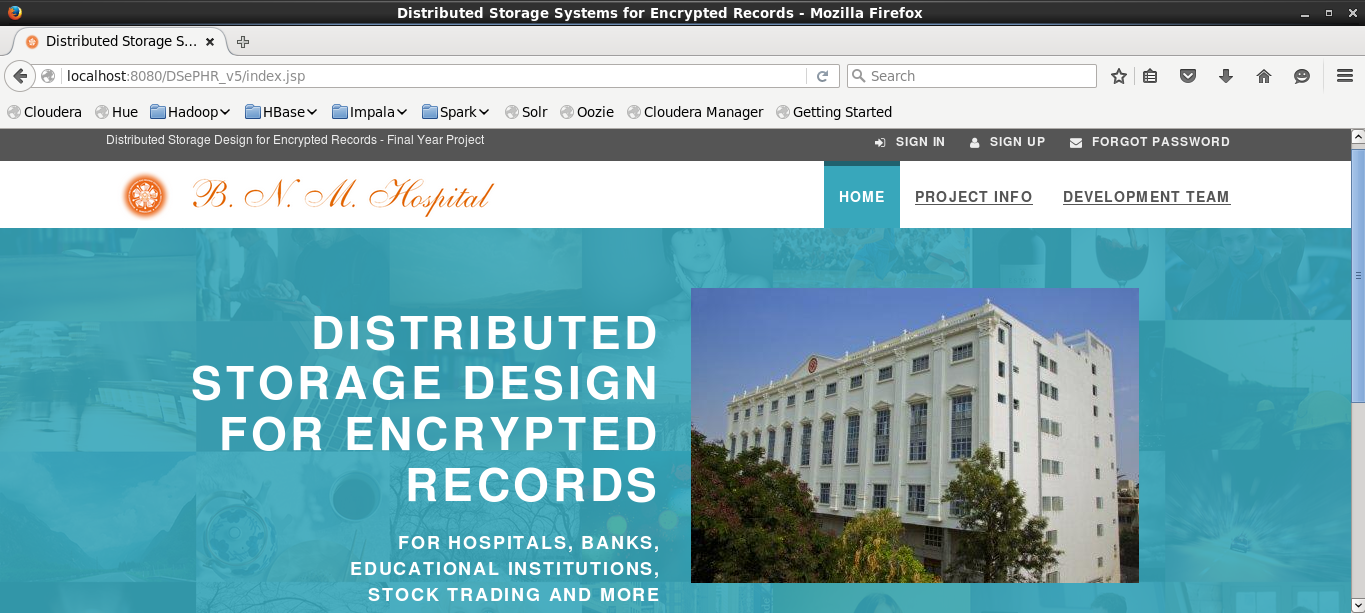 Distributed Storage Systems for Encrypted Records - Mozilla Firefox
Distributed Storage S...
localhost:8080/DSePHR_v5/index.jsp
Search
Cloudera Hue Hadoop HBase Impala Spark Solr Oozie Cloudera Manager Getting Started
Distributed Storage Design for Encrypted Records - Final Year Project
SIGN IN SIGN UP FORGOT PASSWORD
B. N. M. Hospital
HOME PROJECT INFO DEVELOPMENT TEAM
DISTRIBUTED
STORAGE DESIGN
FOR ENCRYPTED
RECORDS
FOR HOSPITALS, BANKS,
EDUCATIONAL INSTITUTIONS,
STOCK TRADING AND MORE